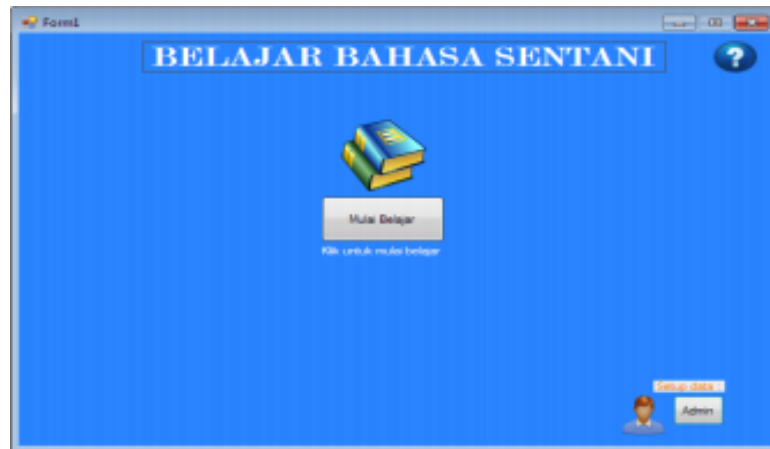 Form1
BELAJAR BAHASA SENTANI
?
Mulai Belajar
Klik untuk mulai belajar
Setup data :
Admin